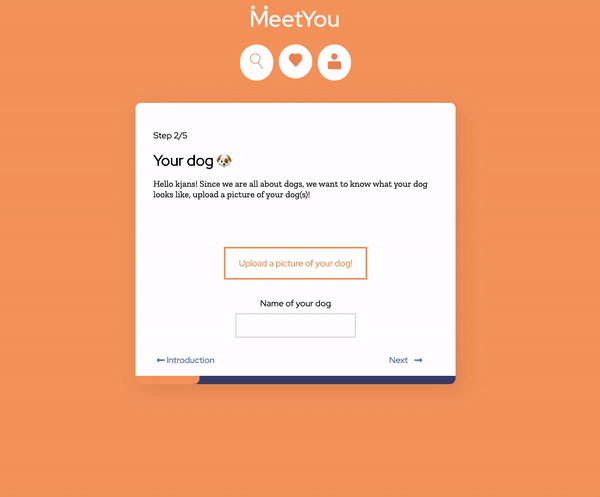 MeetYou
Step 2/5
Your dog 🐶
Hello kjans! Since we are all about dogs, we want to know what your dog
looks like, upload a picture of your dog(s)!
Upload a picture of your dog!
Name of your dog
← Introduction
Next →